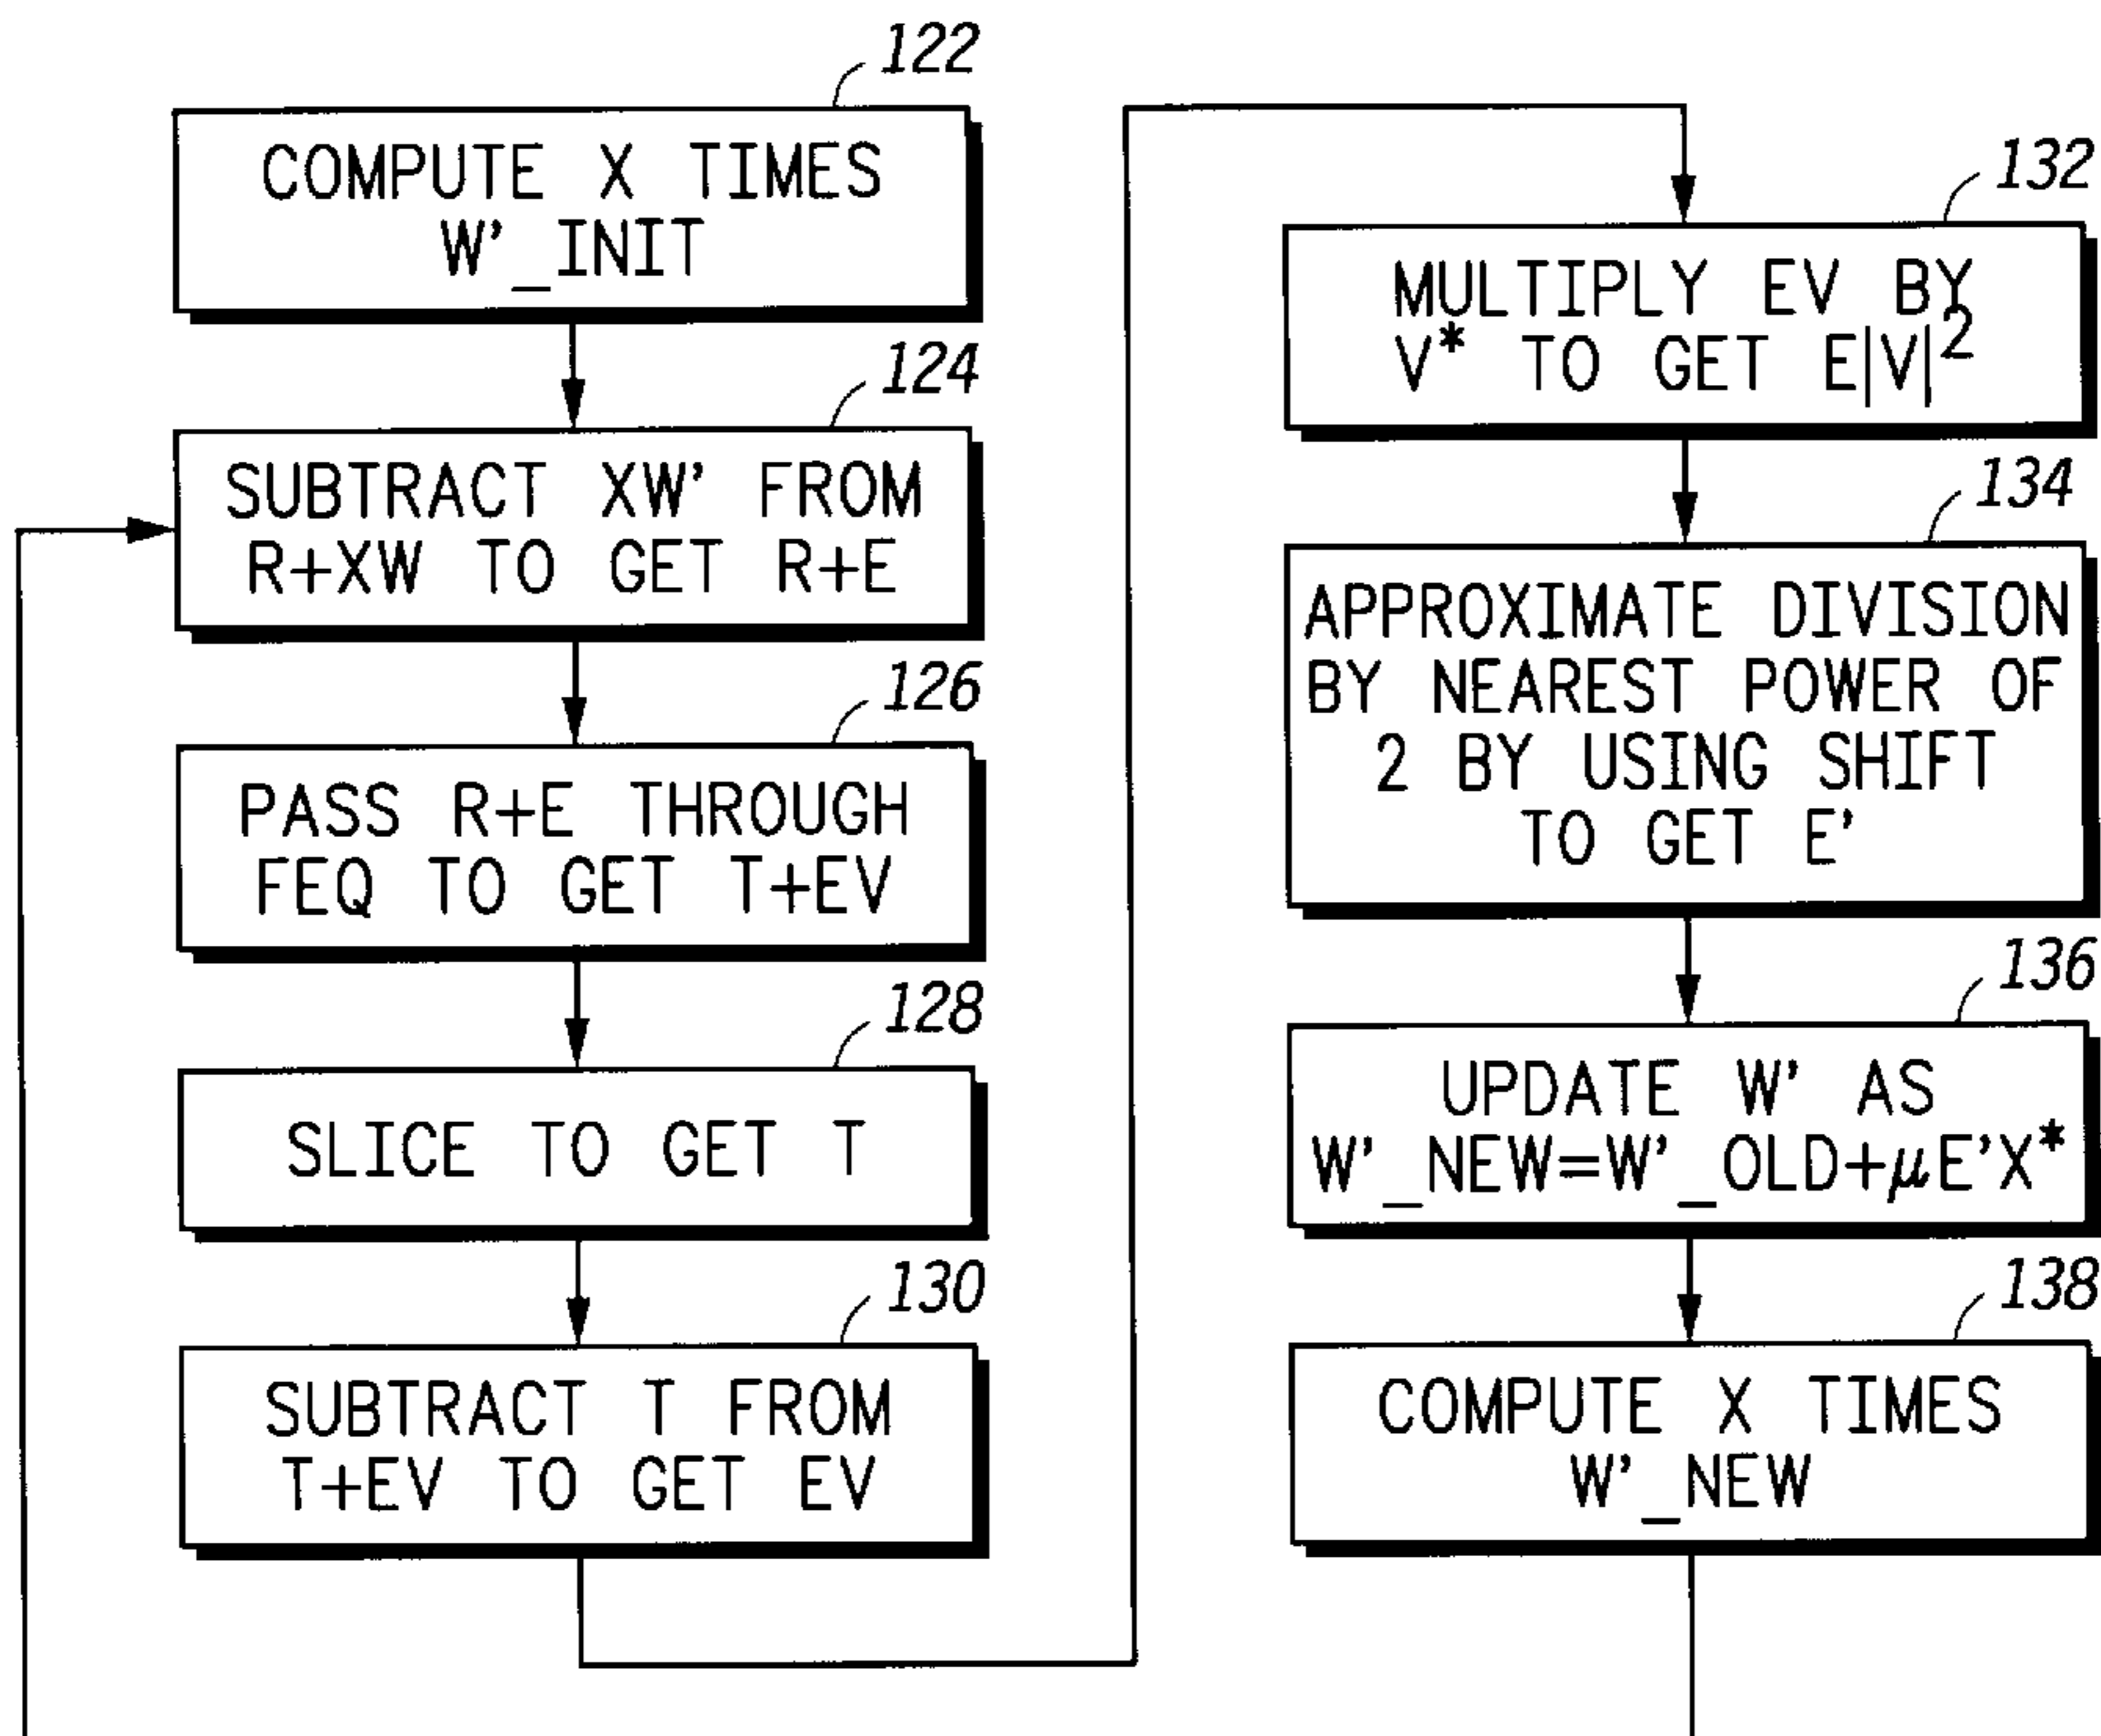 122
COMPUTE X TIMES
W'_INIT
124
SUBTRACT XW' FROM
R+XW TO GET R+E
126
PASS R+E THROUGH
FEQ TO GET T+EV
128
SLICE TO GET T
130
SUBTRACT T FROM
T+EV TO GET EV
132
MULTIPLY EV BY
V* TO GET E|V|²
134
APPROXIMATE DIVISION
BY NEAREST POWER OF
2 BY USING SHIFT
TO GET E'
136
UPDATE W' AS
W'_NEW=W'_OLD+μE'X*
138
COMPUTE X TIMES
W'_NEW